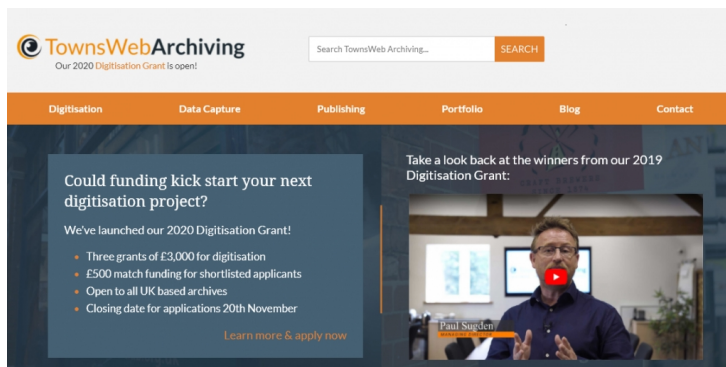 TownsWebArchiving
Our 2020 Digitisation Grant is open!
Search TownsWeb Archiving...
SEARCH
Digitisation
Data Capture
Publishing
Portfolio
Blog
Contact
Could funding kick start your next
digitisation project?
We've launched our 2020 Digitisation Grant!
Three grants of £3,000 for digitisation
£500 match funding for shortlisted applicants
Open to all UK based archives
Closing date for applications 20th November
Learn more & apply now
Take a look back at the winners from our 2019
Digitisation Grant:
Paul Sugden
MANAGING DIRECTOR